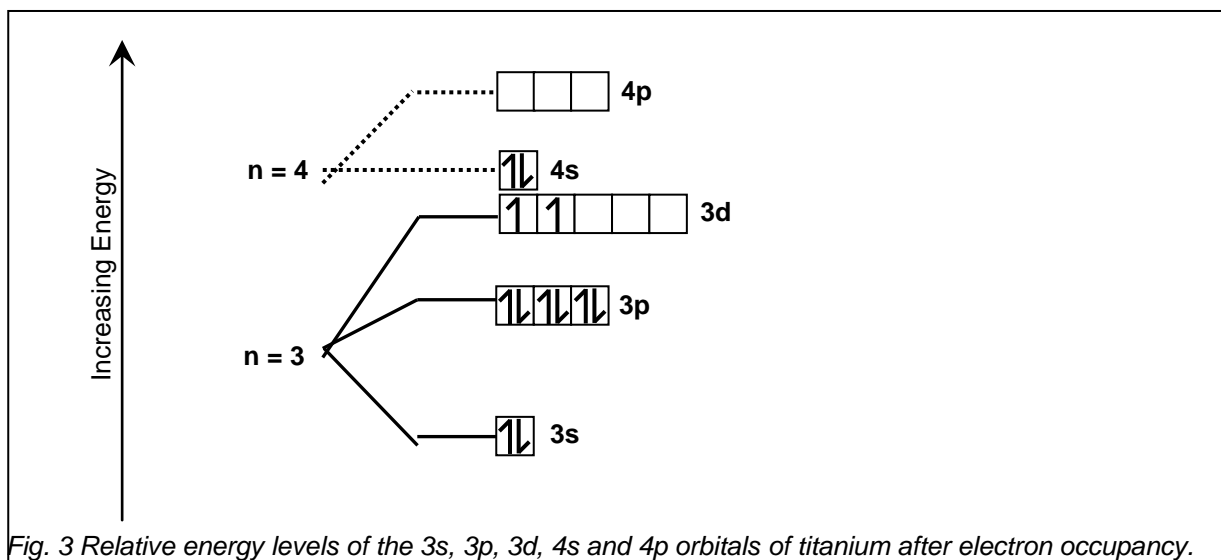 4p
n = 4
4s
3d
3p
n = 3
3s
Increasing Energy
Fig. 3 Relative energy levels of the 3s, 3p, 3d, 4s and 4p orbitals of titanium after electron occupancy.